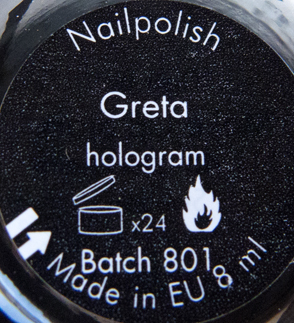 Nailpolish
Greta
hologram
x24
Batch 801
Made in EU 8 ml